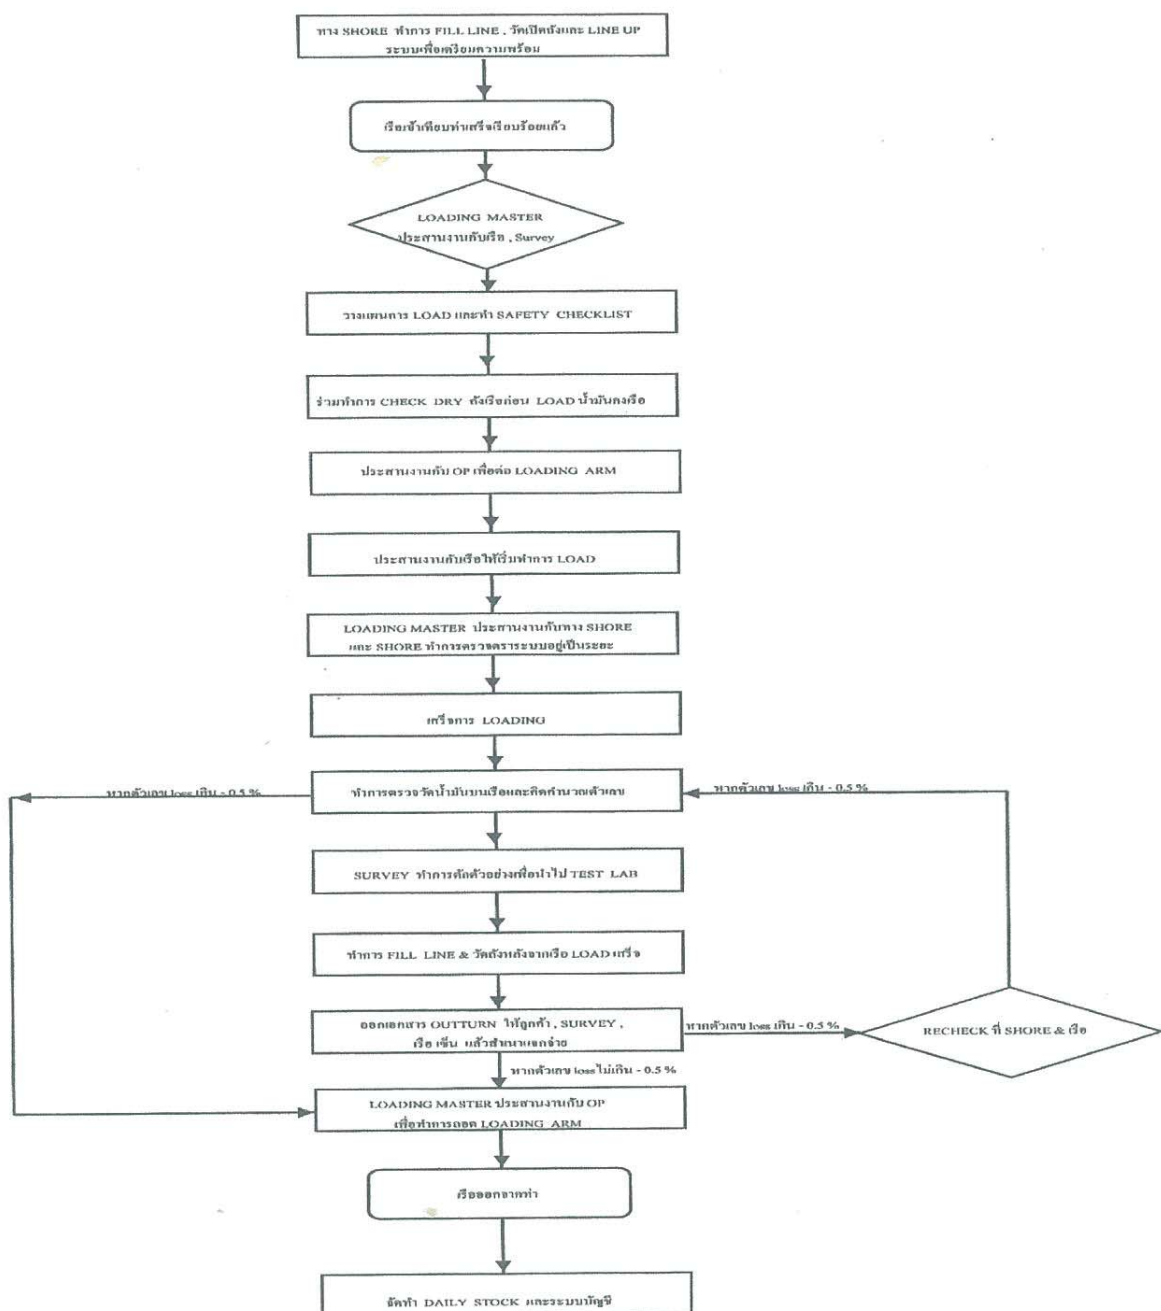 ทาง SHORE ทำการ FILL LINE , วัดเปิดถังและ LINE UP
ระบบเพื่อเตรียมความพร้อม
เรือเข้าเทียบท่าเสร็จเรียบร้อยแล้ว
LOADING MASTER
ประสานงานกับเรือ , Survey
วางแผนการ LOAD และทำ SAFETY CHECKLIST
ร่วมทำการ CHECK DRY ถังเรือก่อน LOAD น้ำมันลงเรือ
ประสานงานกับ OP เพื่อต่อ LOADING ARM
ประสานงานกับเรือให้เริ่มทำการ LOAD
LOADING MASTER ประสานงานกับทาง SHORE
และ SHORE ทำการตรวจตราระบบอยู่เป็นระยะ
เสร็จการ LOADING
หากตัวเลข loss เกิน - 0.5 %
ทำการตรวจวัดน้ำมันบนเรือและคิดคำนวณตัวเลข
หากตัวเลข loss เกิน - 0.5 %
SURVEY ทำการตักตัวอย่างเพื่อนำไป TEST LAB
ทำการ FILL LINE & วัดถังหลังจากเรือ LOAD เสร็จ
ออกเอกสาร OUTTURN ให้ลูกค้า , SURVEY ,
เรือ เซ็น แล้วสำเนาแจกจ่าย
หากตัวเลข loss เกิน - 0.5 %
RECHECK ที่ SHORE & เรือ
หากตัวเลข loss ไม่เกิน - 0.5 %
LOADING MASTER ประสานงานกับ OP
เพื่อทำการถอด LOADING ARM
เรือออกจากท่า
จัดทำ DAILY STOCK และระบบบัญชี